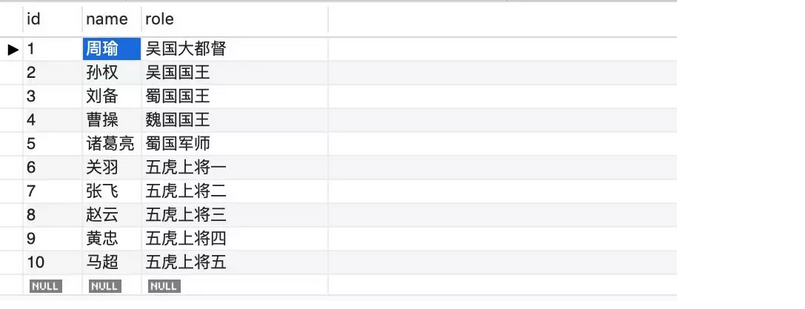 id name role
1 周瑜 吴国大都督
2 孙权 吴国国王
3 刘备 蜀国国王
4 曹操 魏国国王
5 诸葛亮 蜀国军师
6 关羽 五虎上将一
7 张飞 五虎上将二
8 赵云 五虎上将三
9 黄忠 五虎上将四
10 马超 五虎上将五
NULL NULL NULL